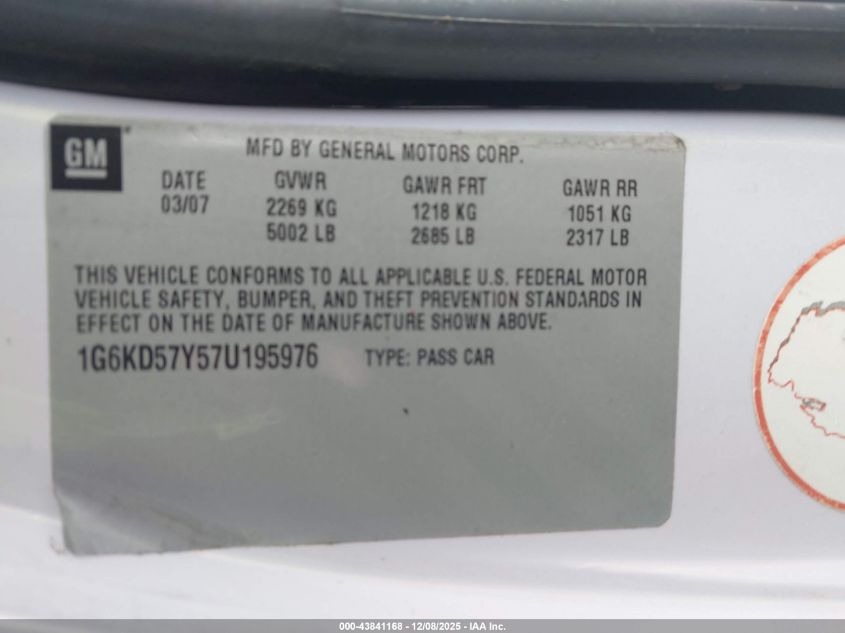 GM
MFD BY GENERAL MOTORS CORP.
DATE GVWR GAWR FRT GAWR RR
03/07 2269 KG 1218 KG 1051 KG
5002 LB 2685 LB 2317 LB
THIS VEHICLE CONFORMS TO ALL APPLICABLE U.S. FEDERAL MOTOR
VEHICLE SAFETY, BUMPER, AND THEFT PREVENTION STANDARDS IN
EFFECT ON THE DATE OF MANUFACTURE SHOWN ABOVE.
1G6KD57Y57U195976 TYPE: PASS CAR
000-43841168 - 12/08/2025 - IAA Inc.